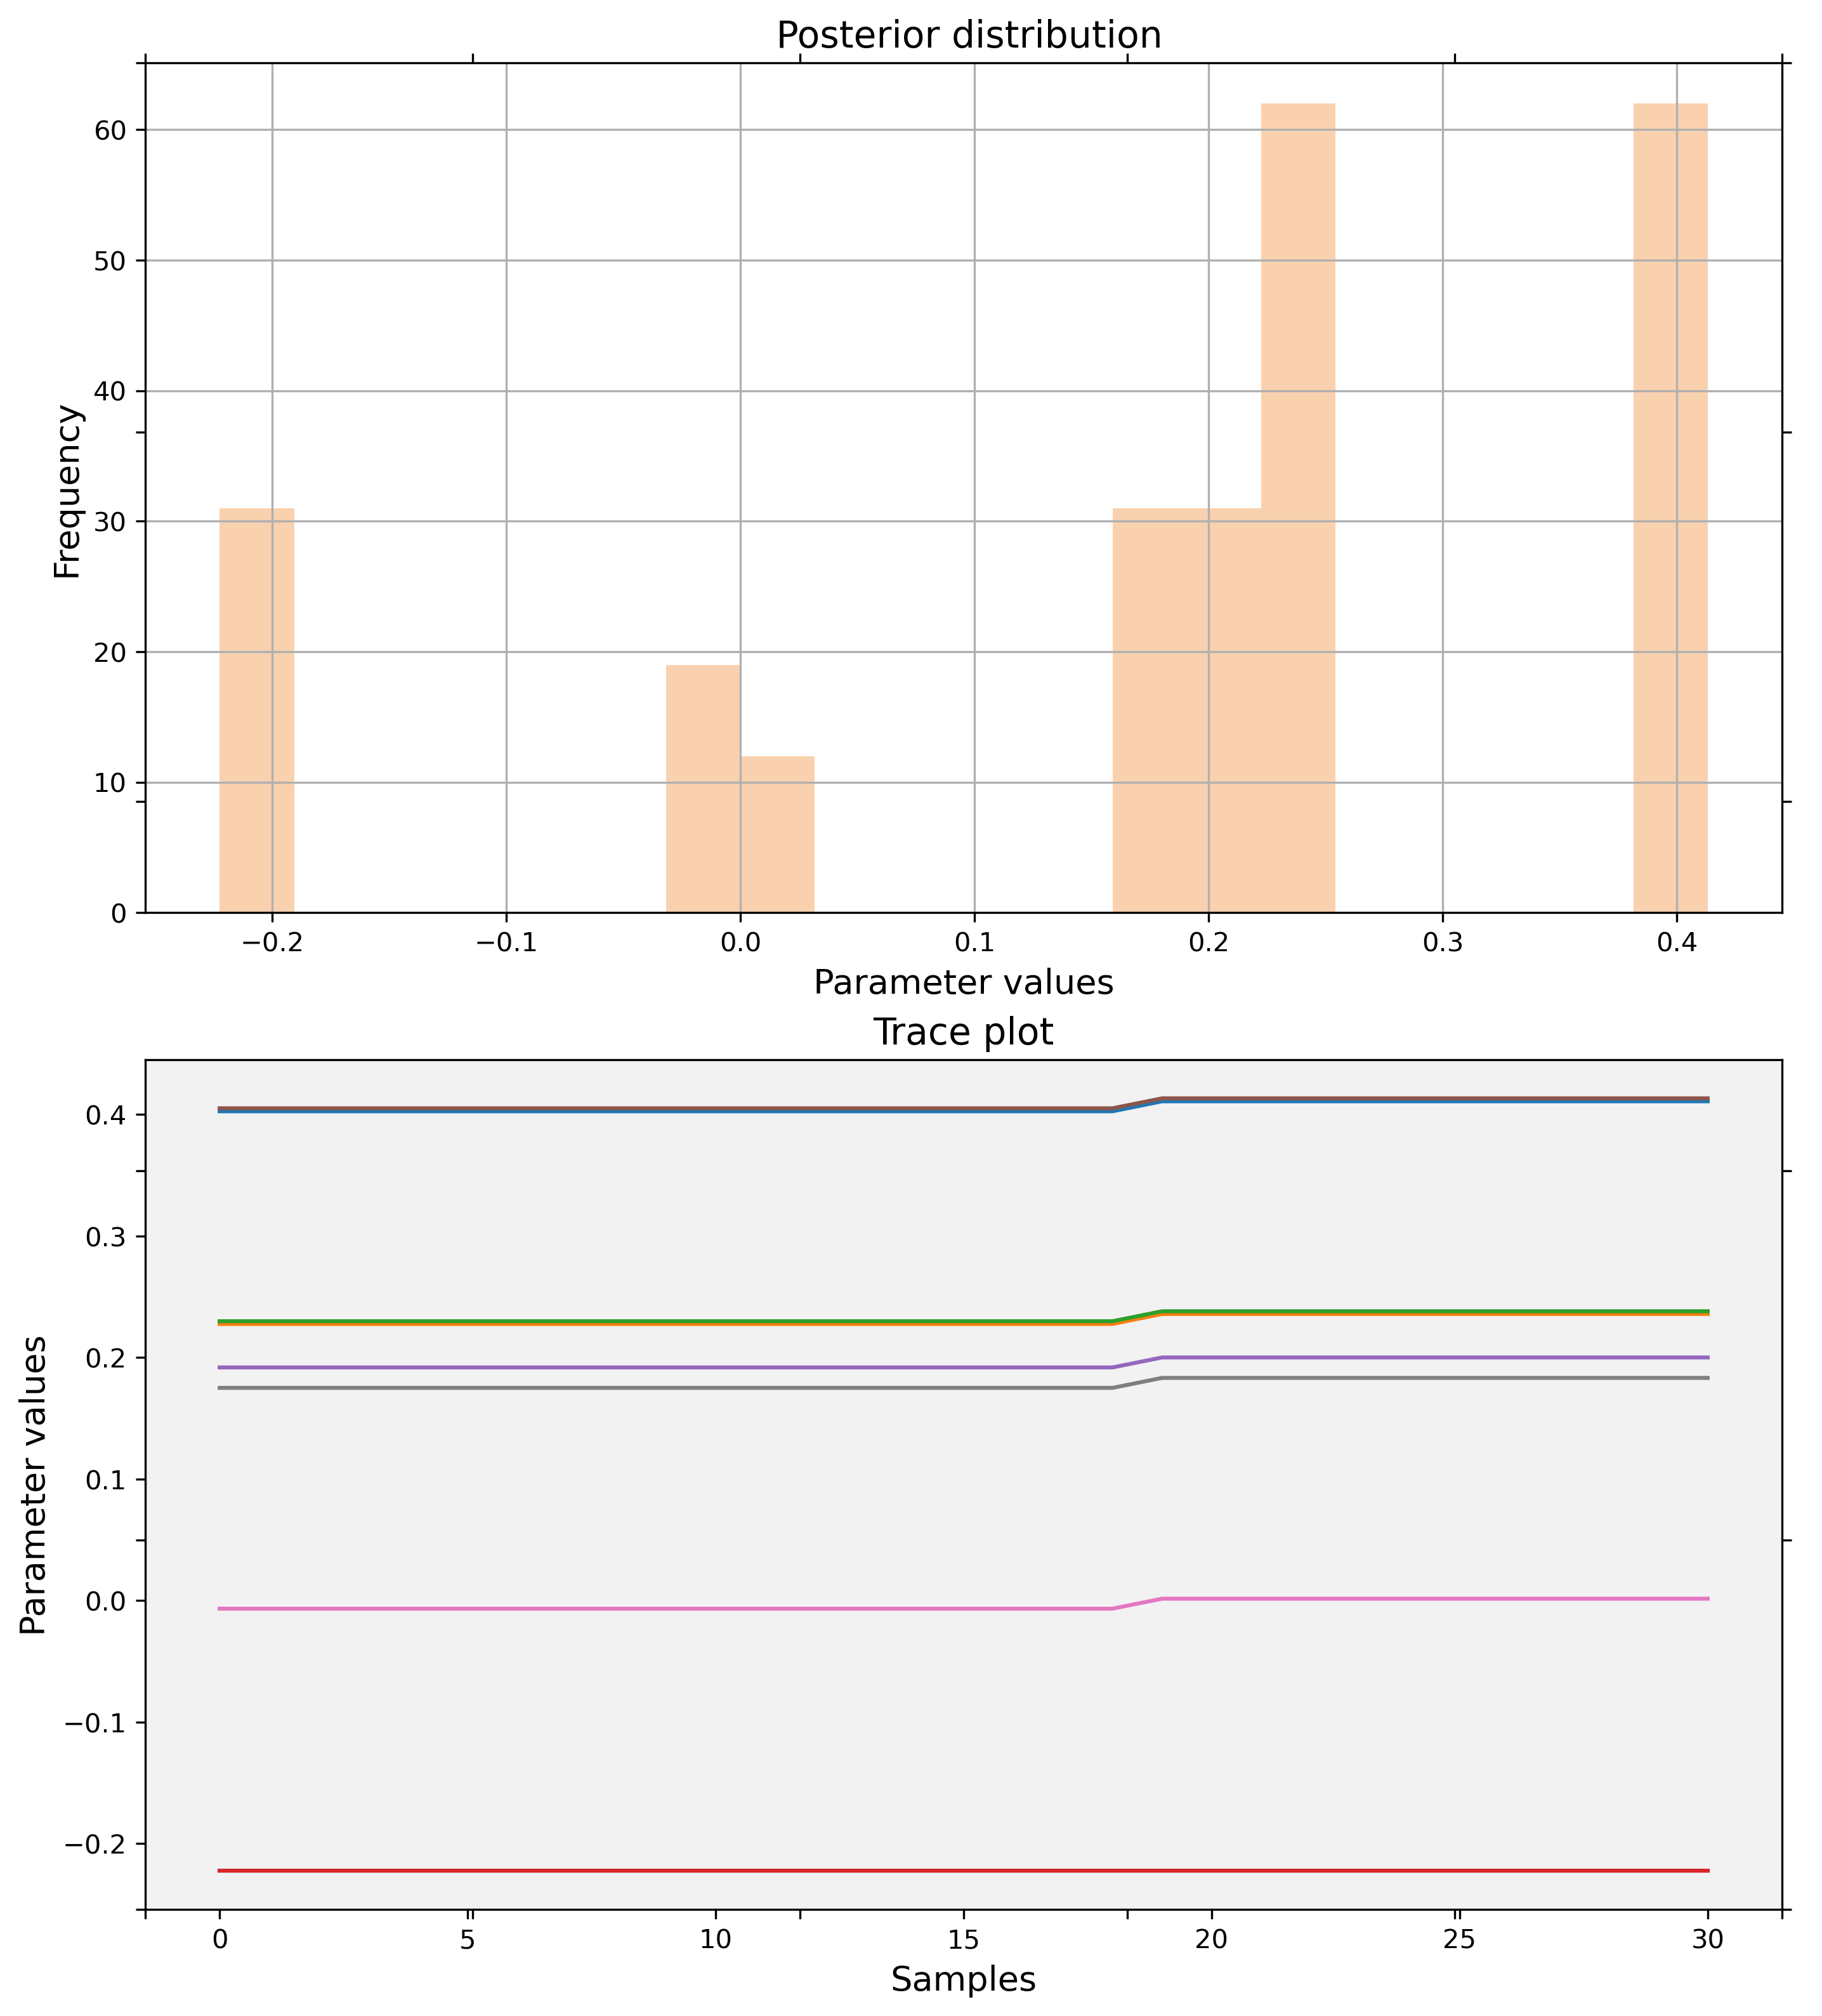 Posterior distribution
60
50
40
30
20
10
0
Frequency
−0.2 −0.1 0.0 0.1 0.2 0.3 0.4
Parameter values
Trace plot
0.4
0.3
0.2
0.1
0.0
−0.1
−0.2
Parameter values
0 5 10 15 20 25 30
Samples